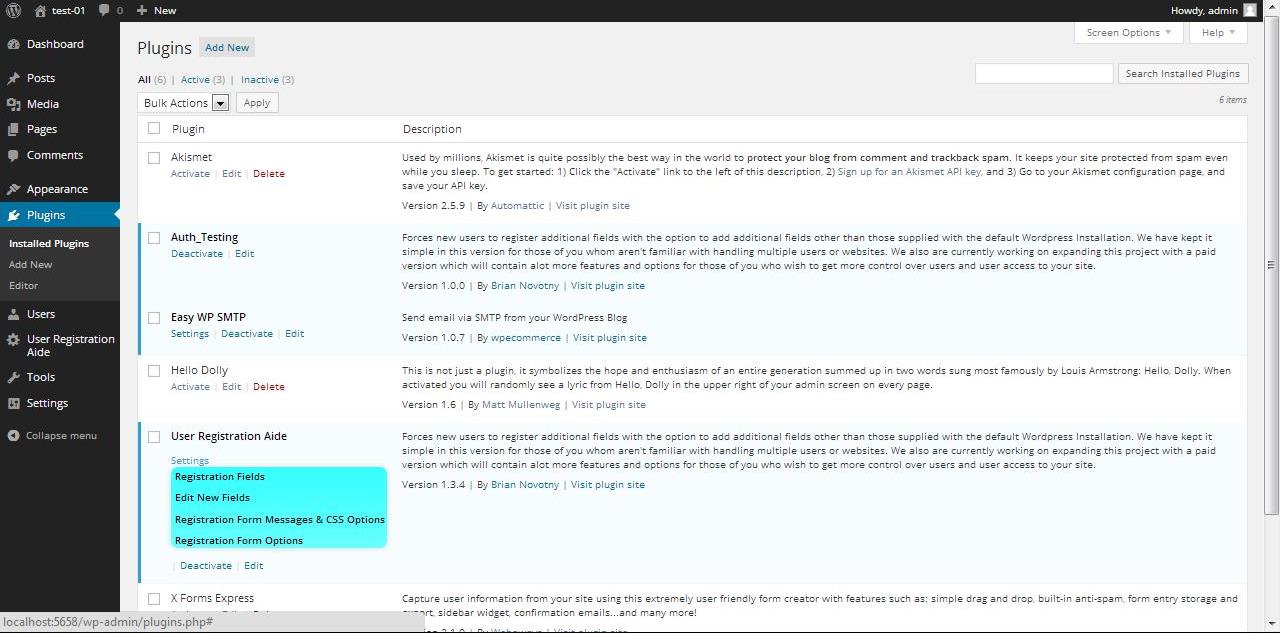 test-01 0 New Howdy, admin
Dashboard
Posts
Media
Pages
Comments
Appearance
Plugins
Installed Plugins
Add New
Editor
Users
User Registration
Aide
Tools
Settings
Collapse menu
Screen Options Help
Plugins Add New
All (6) | Active (3) | Inactive (3)
Search Installed Plugins
Bulk Actions Apply
6 items
Plugin Description
Akismet
Activate | Edit | Delete
Used by millions, Akismet is quite possibly the best way in the world to protect your blog from comment and trackback spam. It keeps your site protected from spam even
while you sleep. To get started: 1) Click the "Activate" link to the left of this description, 2) Sign up for an Akismet API key, and 3) Go to your Akismet configuration page, and
save your API key.
Version 2.5.9 | By Automattic | Visit plugin site
Auth_Testing
Deactivate | Edit
Forces new users to register additional fields with the option to add additional fields other than those supplied with the default Wordpress Installation. We have kept it
simple in this version for those of you whom aren't familiar with handling multiple users or websites. We also are currently working on expanding this project with a paid
version which will contain alot more features and options for those of you who wish to get more control over users and user access to your site.
Version 1.0.0 | By Brian Novotny | Visit plugin site
Easy WP SMTP
Settings | Deactivate | Edit
Send email via SMTP from your WordPress Blog
Version 1.0.7 | By wpecommerce | Visit plugin site
Hello Dolly
Activate | Edit | Delete
This is not just a plugin, it symbolizes the hope and enthusiasm of an entire generation summed up in two words sung most famously by Louis Armstrong: Hello, Dolly. When
activated you will randomly see a lyric from Hello, Dolly in the upper right of your admin screen on every page.
Version 1.6 | By Matt Mullenweg | Visit plugin site
User Registration Aide
Settings
Registration Fields
Edit New Fields
Registration Form Messages & CSS Options
Registration Form Options
| Deactivate | Edit
Forces new users to register additional fields with the option to add additional fields other than those supplied with the default Wordpress Installation. We have kept it
simple in this version for those of you whom aren't familiar with handling multiple users or websites. We also are currently working on expanding this project with a paid
version which will contain alot more features and options for those of you who wish to get more control over users and user access to your site.
Version 1.3.4 | By Brian Novotny | Visit plugin site
X Forms Express
Capture user information from your site using this extremely user friendly form creator with features such as; simple drag and drop, built-in anti-spam, form entry storage and
sidebar widget, confirmation emails...and many more!
localhost:5658/wp-admin/plugins.php#